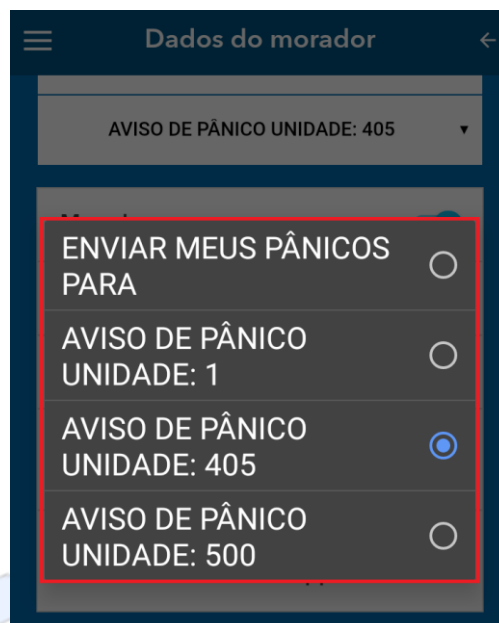 Dados do morador
AVISO DE PÂNICO UNIDADE: 405
ENVIAR MEUS PÂNICOS
PARA
AVISO DE PÂNICO
UNIDADE: 1
AVISO DE PÂNICO
UNIDADE: 405
AVISO DE PÂNICO
UNIDADE: 500